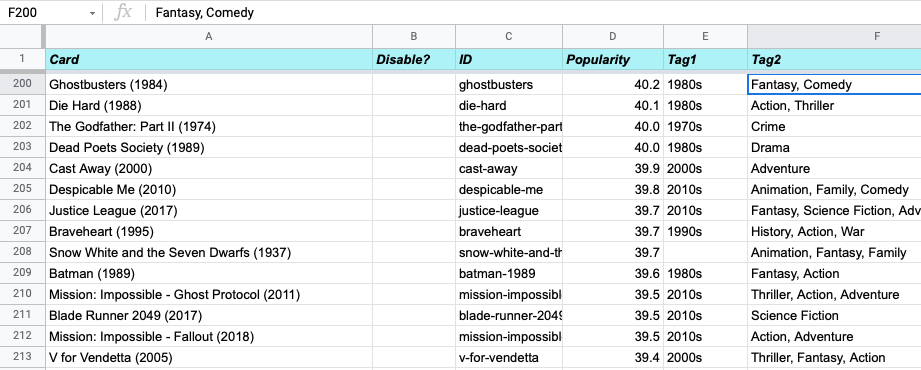 F200 fx Fantasy, Comedy
A B C D E F
1 Card Disable? ID Popularity Tag1 Tag2
200 Ghostbusters (1984) ghostbusters 40.2 1980s Fantasy, Comedy
201 Die Hard (1988) die-hard 40.1 1980s Action, Thriller
202 The Godfather: Part II (1974) the-godfather-part 40.0 1970s Crime
203 Dead Poets Society (1989) dead-poets-societ 40.0 1980s Drama
204 Cast Away (2000) cast-away 39.9 2000s Adventure
205 Despicable Me (2010) despicable-me 39.8 2010s Animation, Family, Comedy
206 Justice League (2017) justice-league 39.7 2010s Fantasy, Science Fiction, Adv
207 Braveheart (1995) braveheart 39.7 1990s History, Action, War
208 Snow White and the Seven Dwarfs (1937) snow-white-and-th 39.7 Animation, Fantasy, Family
209 Batman (1989) batman-1989 39.6 1980s Fantasy, Action
210 Mission: Impossible - Ghost Protocol (2011) mission-impossibl 39.5 2010s Thriller, Action, Adventure
211 Blade Runner 2049 (2017) blade-runner-2049 39.5 2010s Science Fiction
212 Mission: Impossible - Fallout (2018) mission-impossibl 39.5 2010s Action, Adventure
213 V for Vendetta (2005) v-for-vendetta 39.4 2000s Thriller, Fantasy, Action